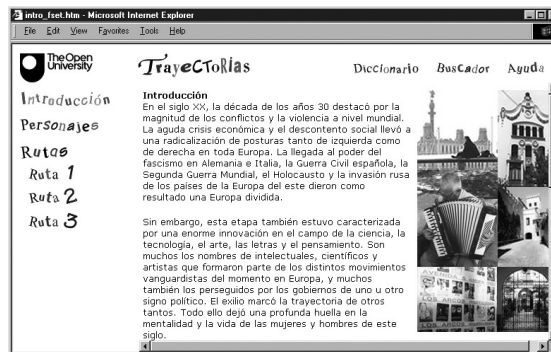 intro_fset.htm - Microsoft Internet Explorer
File Edit View Favorites Tools Help
The Open
University
Trayectorias
Diccionario Buscador Ayuda
Introducción
Personajes
Rutas
Ruta 1
Ruta 2
Ruta 3
Introducción
En el siglo XX, la década de los años 30 destacó por la
magnitud de los conflictos y la violencia a nivel mundial.
La aguda crisis económica y el descontento social llevó a
una radicalización de posturas tanto de izquierda como
de derecha en toda Europa. La llegada al poder del
fascismo en Alemania e Italia, la Guerra Civil española, la
Segunda Guerra Mundial, el Holocausto y la invasión rusa
de los países de la Europa del este dieron como
resultado una Europa dividida.
Sin embargo, esta etapa también estuvo caracterizada
por una enorme innovación en el campo de la ciencia, la
tecnología, el arte, las letras y el pensamiento. Son
muchos los nombres de intelectuales, científicos y
artistas que formaron parte de los distintos movimientos
vanguardistas del momento en Europa, y muchos
también los perseguidos por los gobiernos de uno u otro
signo político. El exilio marcó la trayectoria de otros
tantos. Todo ello dejó una profunda huella en la
mentalidad y la vida de las mujeres y hombres de este
siglo.
AVENIDA
LOS ARCOS LOS ARCOS